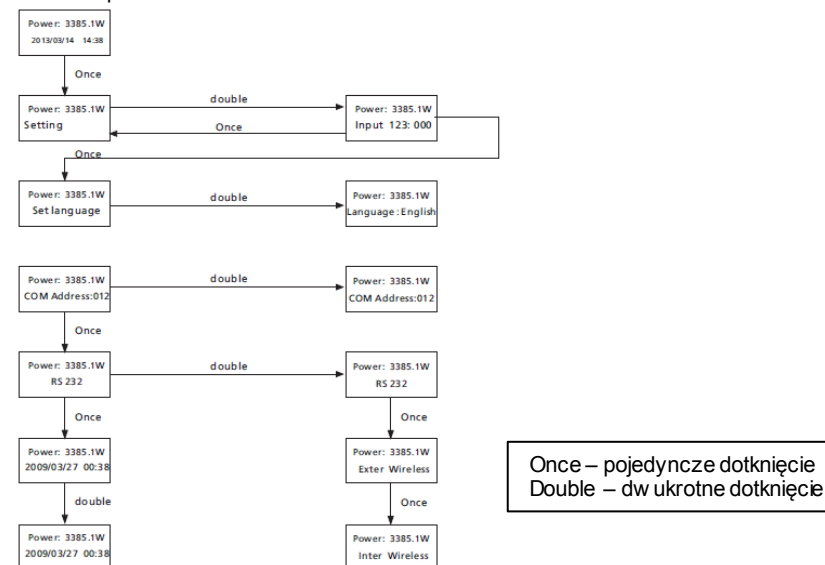 Power: 3385.1W
2013/03/14 14:38
Once
Power: 3385.1W
Setting
double
Once
Power: 3385.1W
Input 123: 000
Once
Power: 3385.1W
Set language
double
Power: 3385.1W
Language : English
Power: 3385.1W
COM Address:012
double
Power: 3385.1W
COM Address:012
Once
Power: 3385.1W
RS 232
double
Power: 3385.1W
RS 232
Once
Once
Power: 3385.1W
2009/03/27 00:38
Power: 3385.1W
Exter Wireless
double
Once
Power: 3385.1W
2009/03/27 00:38
Power: 3385.1W
Inter Wireless
Once – pojedyncze dotknięcie
Double – dw ukrotne dotknięcie